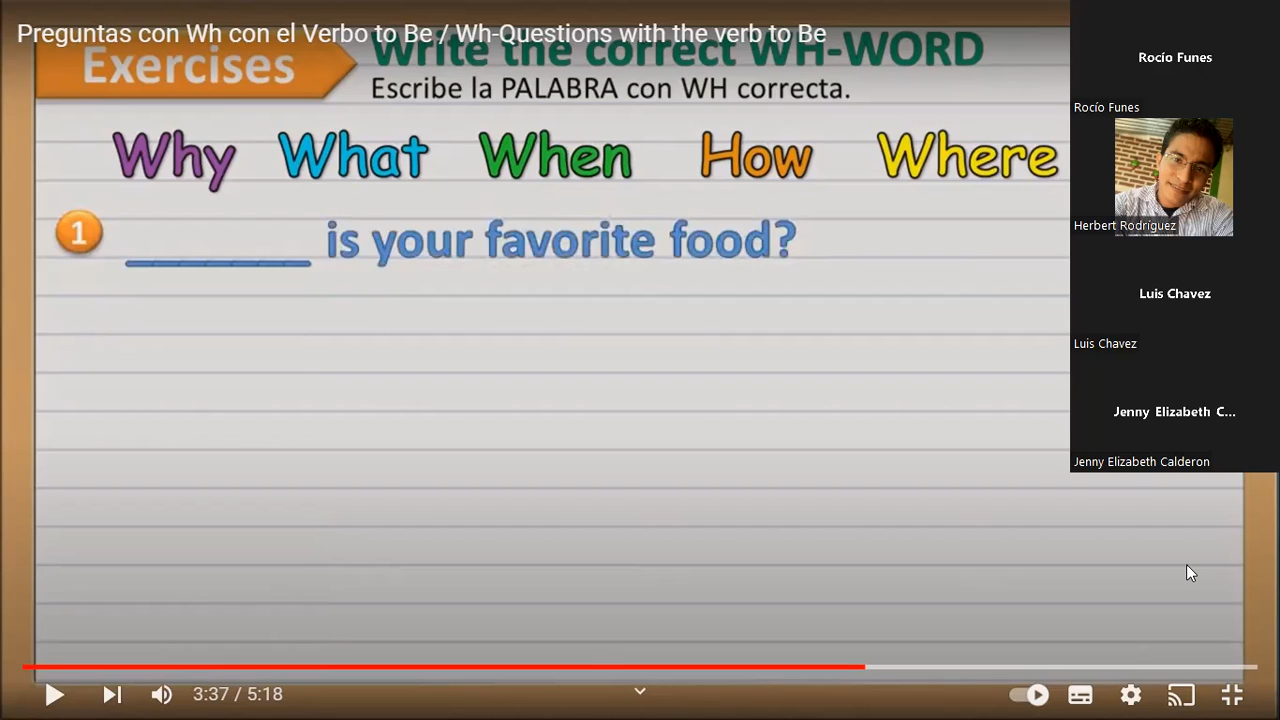 Preguntas con Wh con el Verbo to Be / Wh-Questions with the verb to Be
Exercises
Write the correct WH-WORD
Escribe la PALABRA con WH correcta.
Why What When How Where
1 _______ is your favorite food?
Rocío Funes
Rocío Funes
Herbert Rodríguez
Luis Chavez
Luis Chavez
Jenny Elizabeth C...
Jenny Elizabeth Calderon
3:37 / 5:18